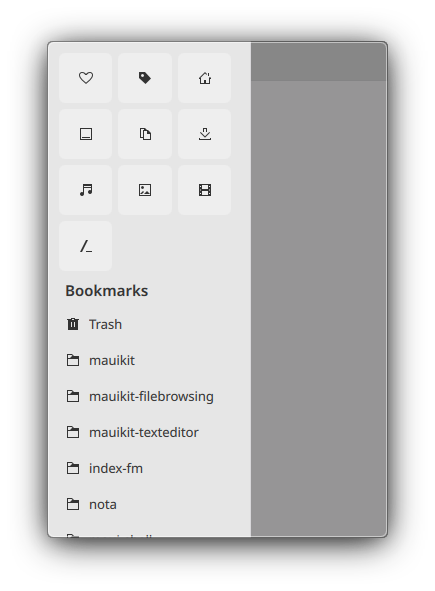 Bookmarks
Trash
mauikit
mauikit-filebrowsing
mauikit-texteditor
index-fm
nota